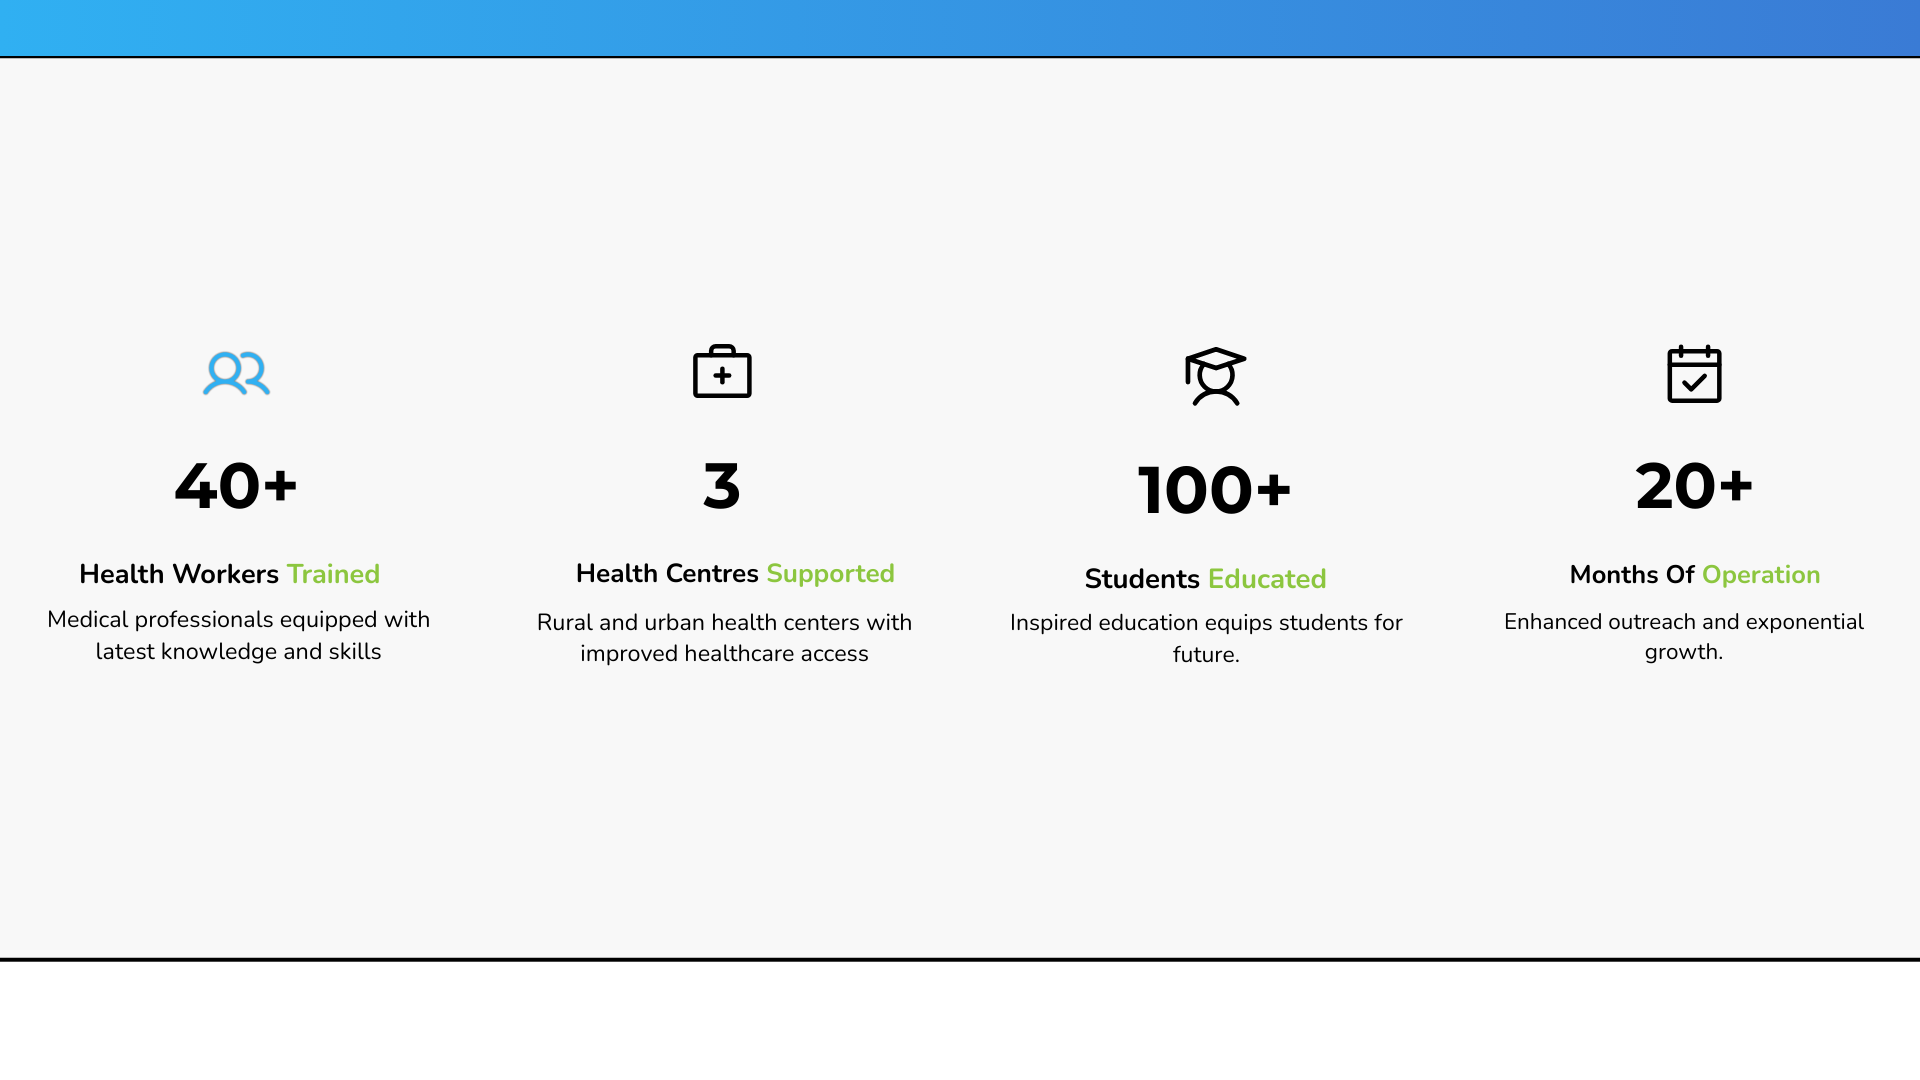 40+
Health Workers Trained
Medical professionals equipped with
latest knowledge and skills
3
Health Centres Supported
Rural and urban health centers with
improved healthcare access
100+
Students Educated
Inspired education equips students for
future.
20+
Months Of Operation
Enhanced outreach and exponential
growth.